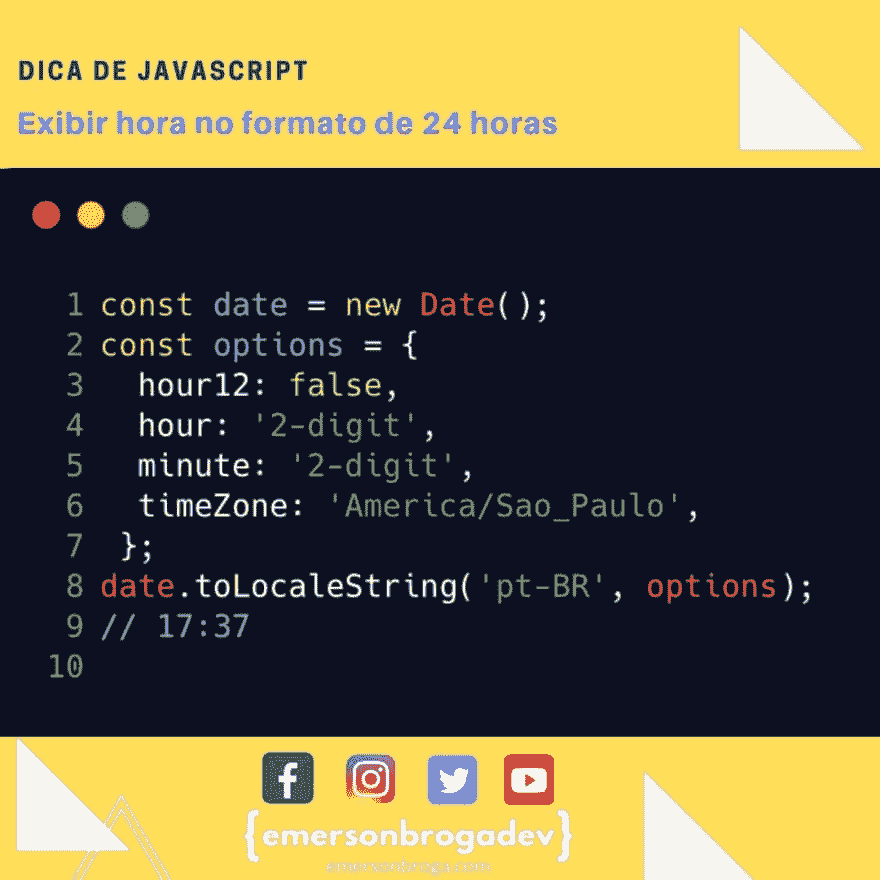 DICA DE JAVASCRIPT
Exibir hora no formato de 24 horas
1 const date = new Date();
2 const options = {
3   hour12: false,
4   hour: '2-digit',
5   minute: '2-digit',
6   timeZone: 'America/Sao_Paulo',
7  };
8 date.toLocaleString('pt-BR', options);
9 // 17:37
10
{emersonbrogadev}
emersonbroga.com